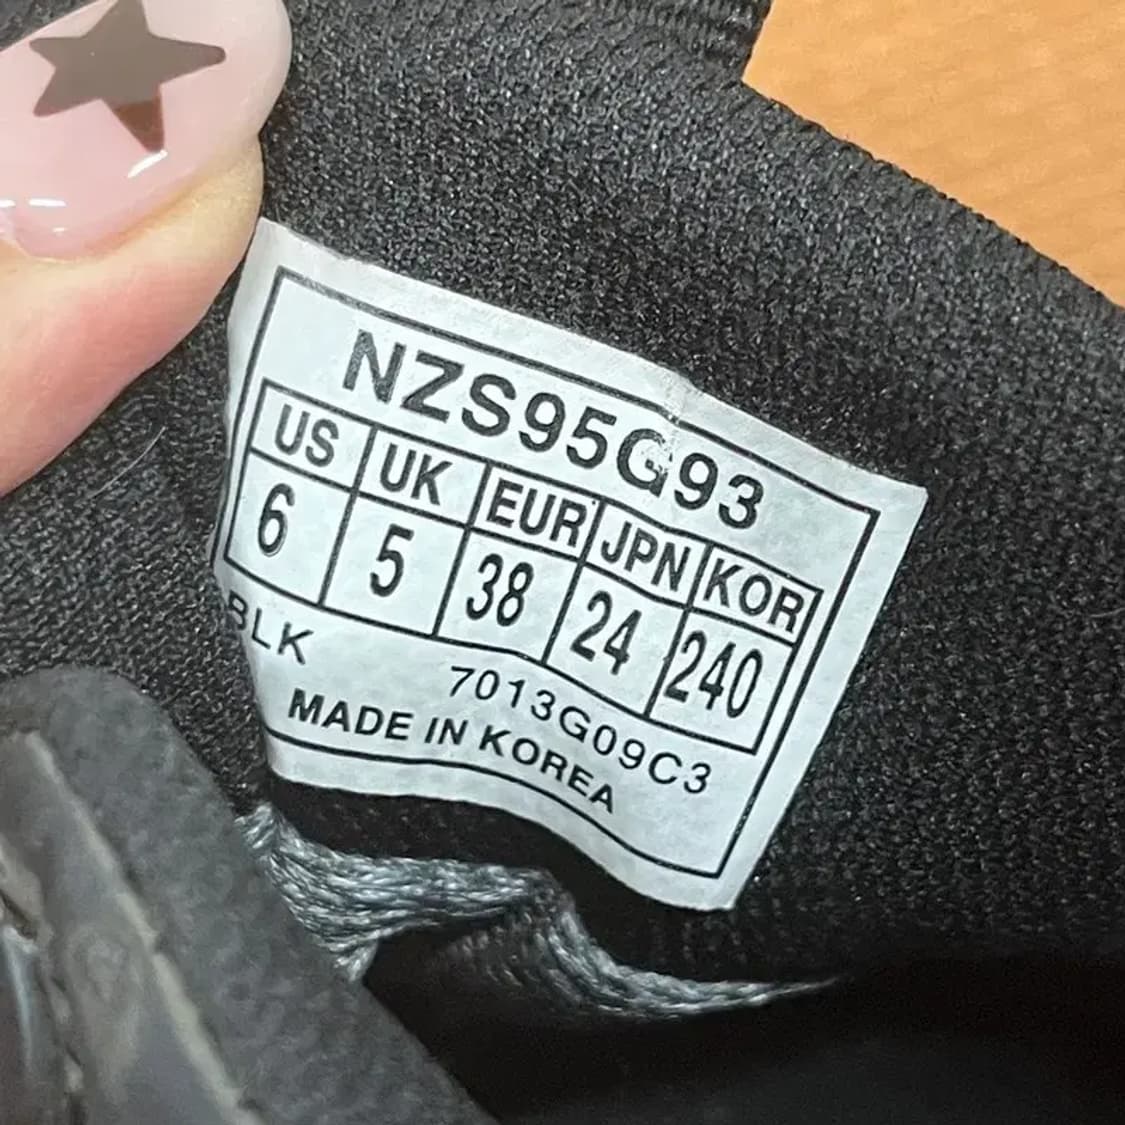 NZS95G93
US UK EUR JPN KOR
6 5 38 24 240
BLK
7013G09C3
MADE IN KOREA